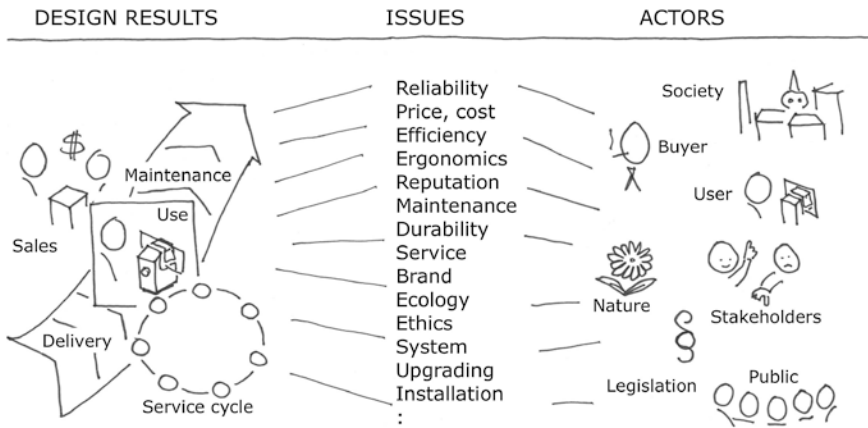 DESIGN RESULTS
ISSUES
ACTORS
$
Maintenance
Use
Sales
Delivery
Service cycle
Reliability
Price, cost
Efficiency
Ergonomics
Reputation
Maintenance
Durability
Service
Brand
Ecology
Ethics
System
Upgrading
Installation
:
Society
Buyer
User
Nature
Stakeholders
§
Legislation
Public